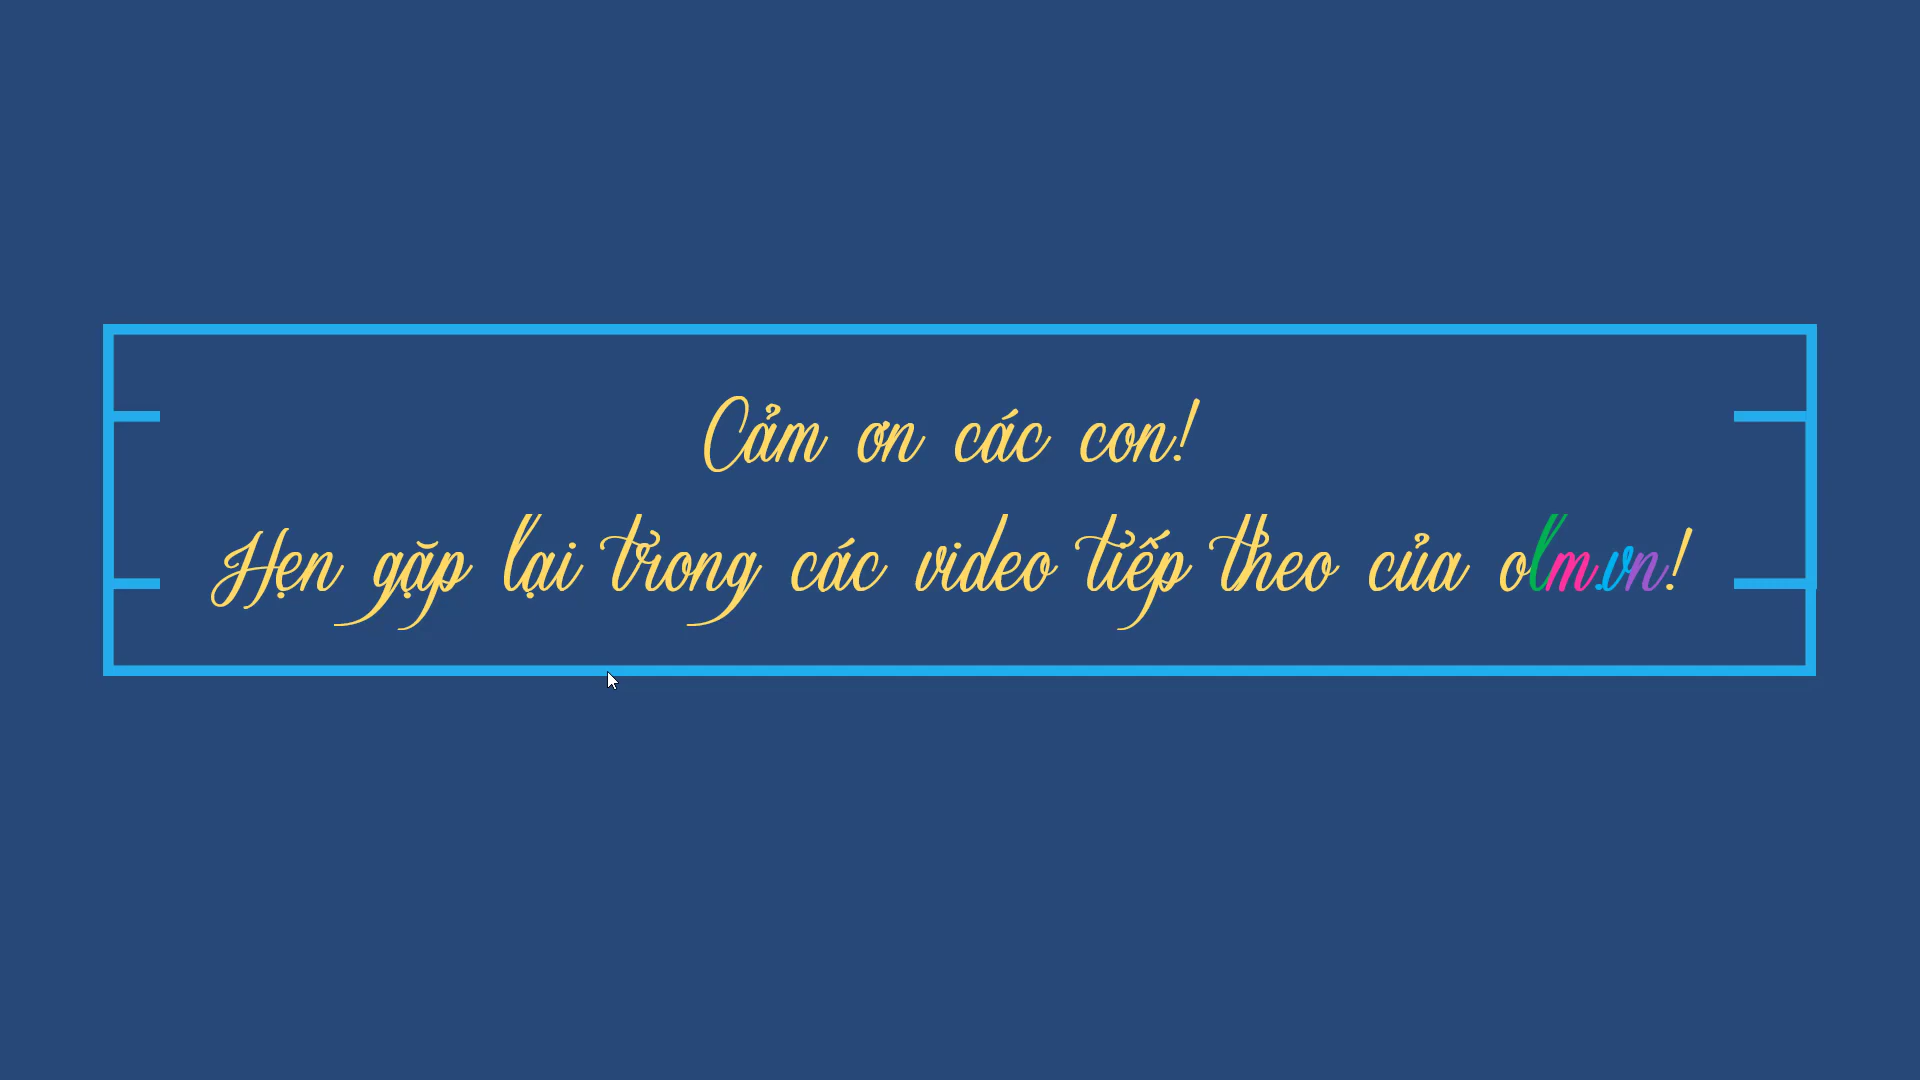 Cảm ơn các con!
Hẹn gặp lại trong các video tiếp theo của olm.vn!